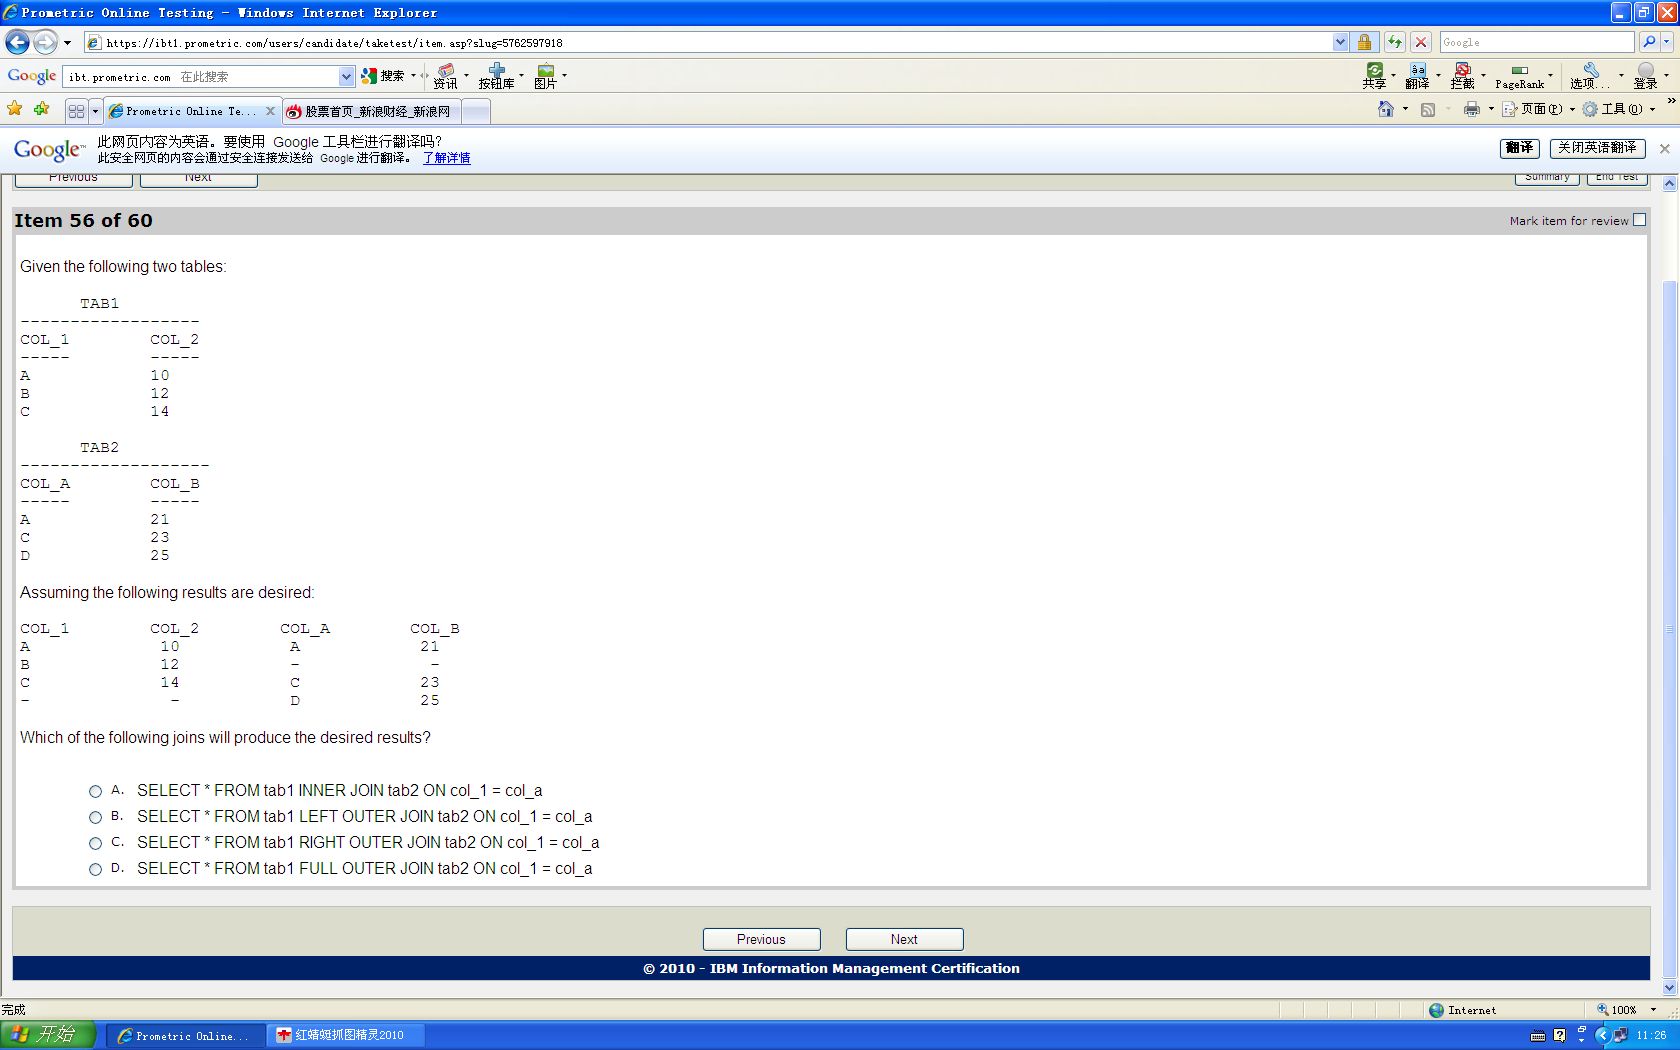 Prometric Online Testing - Windows Internet Explorer
https://ibt1.prometric.com/users/candidate/taketest/item.asp?slug=5762597918
Google
Google ibt.prometric.com 在此搜索 搜索 资讯 按钮库 图片 共享 翻译 拦截 PageRank 选项... 登录
Prometric Online Te... 股票首页_新浪财经_新浪网 页面(P) 工具(O)
Google™ 此网页内容为英语。要使用 Google 工具栏进行翻译吗? 翻译 关闭英语翻译
此安全网页的内容会通过安全连接发送给 Google 进行翻译。 了解详情
Previous Next Summary End Test
Item 56 of 60 Mark item for review
Given the following two tables:
TAB1
------------------
COL_1 COL_2
----- -----
A 10
B 12
C 14
TAB2
-------------------
COL_A COL_B
----- -----
A 21
C 23
D 25
Assuming the following results are desired:
COL_1 COL_2 COL_A COL_B
A 10 A 21
B 12 - -
C 14 C 23
- - D 25
Which of the following joins will produce the desired results?
A. SELECT * FROM tab1 INNER JOIN tab2 ON col_1 = col_a
B. SELECT * FROM tab1 LEFT OUTER JOIN tab2 ON col_1 = col_a
C. SELECT * FROM tab1 RIGHT OUTER JOIN tab2 ON col_1 = col_a
D. SELECT * FROM tab1 FULL OUTER JOIN tab2 ON col_1 = col_a
Previous Next
© 2010 - IBM Information Management Certification
完成 Internet 100%
开始 Prometric Online... 红蜻蜓抓图精灵2010 11:26